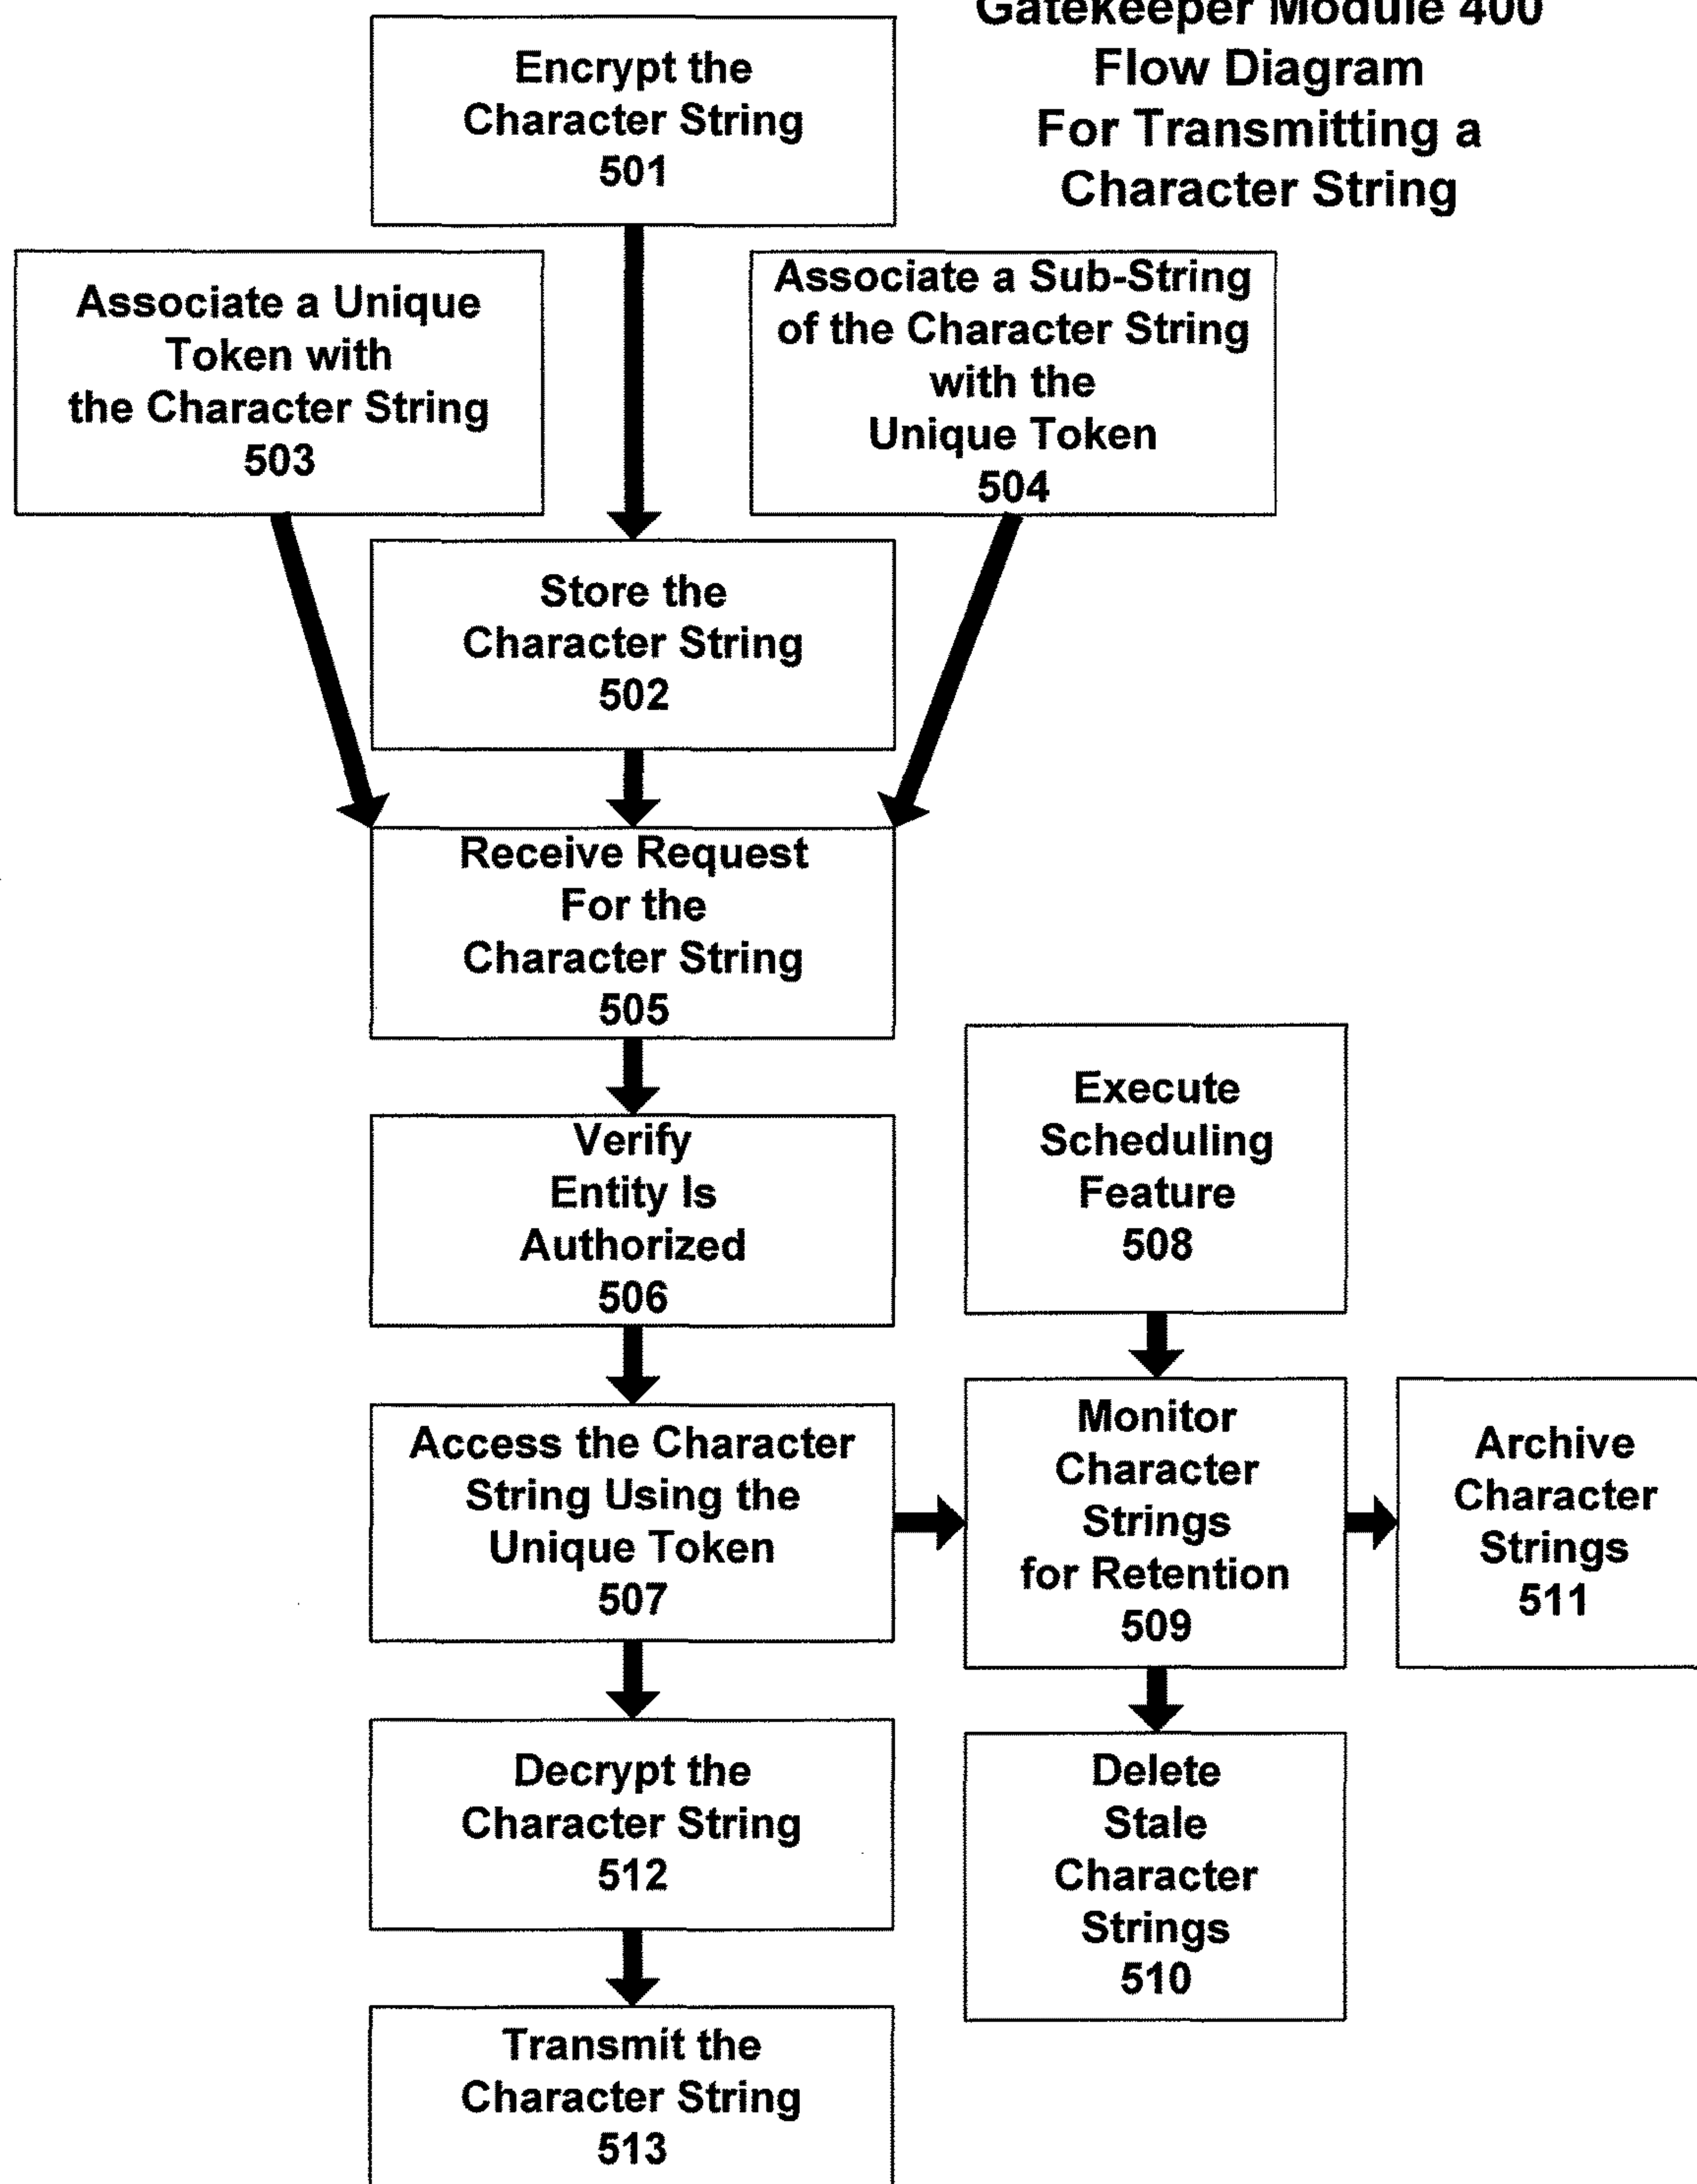 Gatekeeper Module 400
Flow Diagram
For Transmitting a
Character String
Encrypt the
Character String
501
Associate a Unique
Token with
the Character String
503
Associate a Sub-String
of the Character String
with the
Unique Token
504
Store the
Character String
502
Receive Request
For the
Character String
505
Verify
Entity Is
Authorized
506
Execute
Scheduling
Feature
508
Access the Character
String Using the
Unique Token
507
Monitor
Character
Strings
for Retention
509
Archive
Character
Strings
511
Decrypt the
Character String
512
Delete
Stale
Character
Strings
510
Transmit the
Character String
513